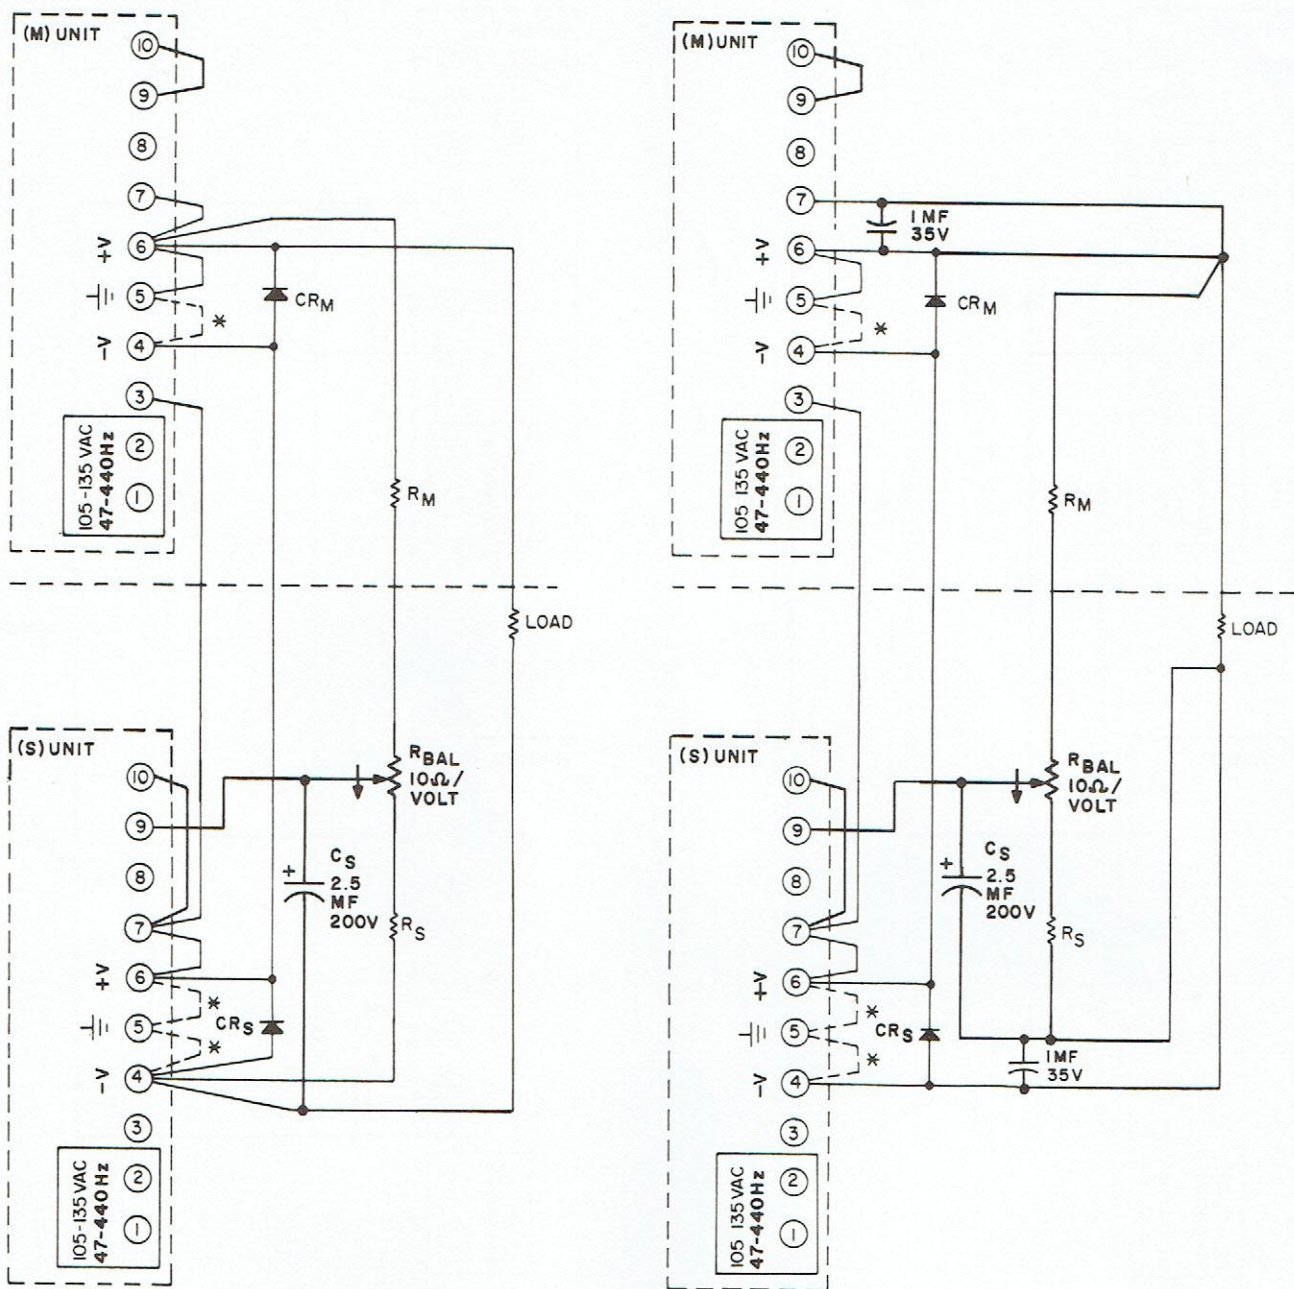 (M) UNIT
10
9
8
7
+V 6
5
*
-V 4
3
2
1
105-135 VAC
47-440Hz
CRM
RM
LOAD
(S) UNIT
10
9
8
7
+V 6
*
5
*
-V 4
3
2
1
105-135 VAC
47-440Hz
RBAL
10Ω/
VOLT
+ CS
2.5
MF
200V
RS
CRS
(M) UNIT
10
9
8
7
+V 6
5
*
-V 4
3
2
1
105 135 VAC
47-440Hz
1 MF
35V
CRM
RM
LOAD
(S) UNIT
10
9
8
7
+V 6
*
5
*
-V 4
3
2
1
105 135 VAC
47-440Hz
RBAL
10Ω/
VOLT
+ CS
2.5
MF
200V
RS
CRS
1MF
35V